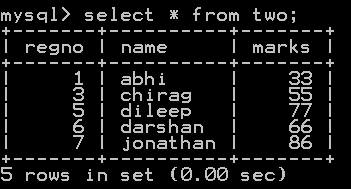 mysql> select * from two;
+-------+----------+-------+
| regno | name     | marks |
+-------+----------+-------+
|     1 | abhi     |    33 |
|     3 | chirag   |    55 |
|     5 | dileep   |    77 |
|     6 | darshan  |    66 |
|     7 | jonathan |    86 |
+-------+----------+-------+
5 rows in set (0.00 sec)